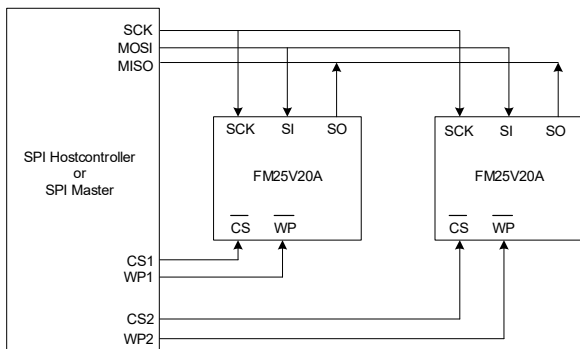 SCK
MOSI
MISO
SCK SI SO
SCK SI SO
SPI Hostcontroller
or
SPI Master
FM25V20A
FM25V20A
CS WP
CS WP
CS1
WP1
CS2
WP2